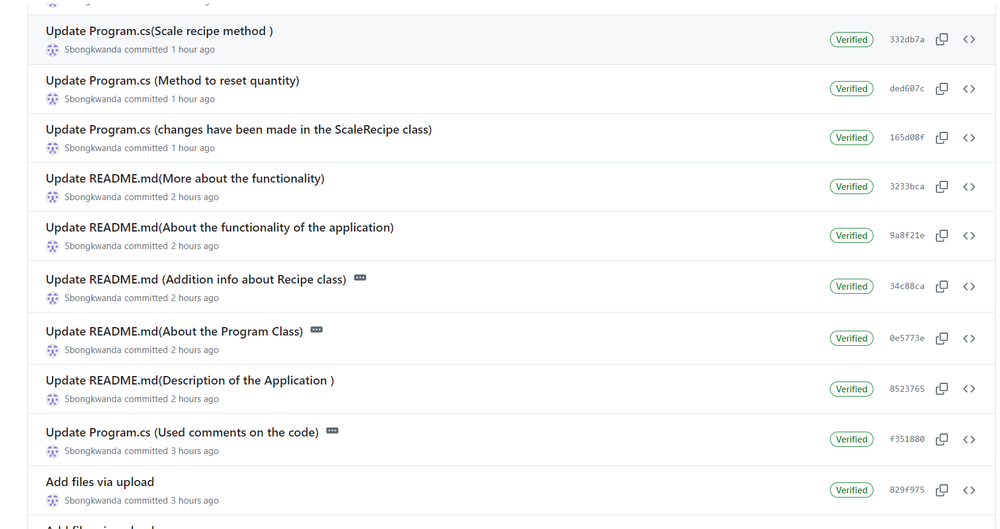 Update Program.cs(Scale recipe method )
Sbongkwanda committed 1 hour ago
Verified 332db7a
Update Program.cs (Method to reset quantity)
Sbongkwanda committed 1 hour ago
Verified ded607c
Update Program.cs (changes have been made in the ScaleRecipe class)
Sbongkwanda committed 1 hour ago
Verified 165d08f
Update README.md(More about the functionality)
Sbongkwanda committed 2 hours ago
Verified 3233bca
Update README.md(About the functionality of the application)
Sbongkwanda committed 2 hours ago
Verified 9a8f21e
Update README.md (Addition info about Recipe class)
Sbongkwanda committed 2 hours ago
Verified 34c88ca
Update README.md(About the Program Class)
Sbongkwanda committed 2 hours ago
Verified 0e5773e
Update README.md(Description of the Application )
Sbongkwanda committed 2 hours ago
Verified 8523765
Update Program.cs (Used comments on the code)
Sbongkwanda committed 3 hours ago
Verified f351880
Add files via upload
Sbongkwanda committed 3 hours ago
Verified 829f975